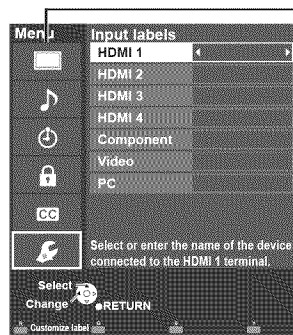 Menu
Input labels
HDMI 1
HDMI 2
HDMI 3
HDMI 4
Component
Video
PC
CC
Select or enter the name of the device
connected to the HDMI 1 terminal.
Select
Change
RETURN
Customize label